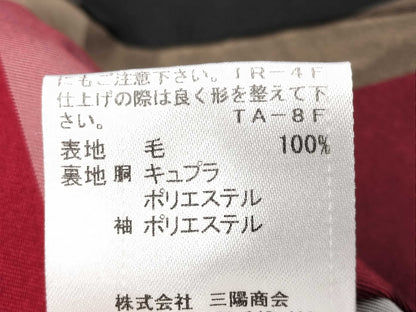 にもご注意下さい。IR-4F
仕上げの際は良く形を整えて下
さい。 TA-8F
表地 毛 100%
裏地 胴 キュプラ
ポリエステル
袖 ポリエステル
株式会社 三陽商会